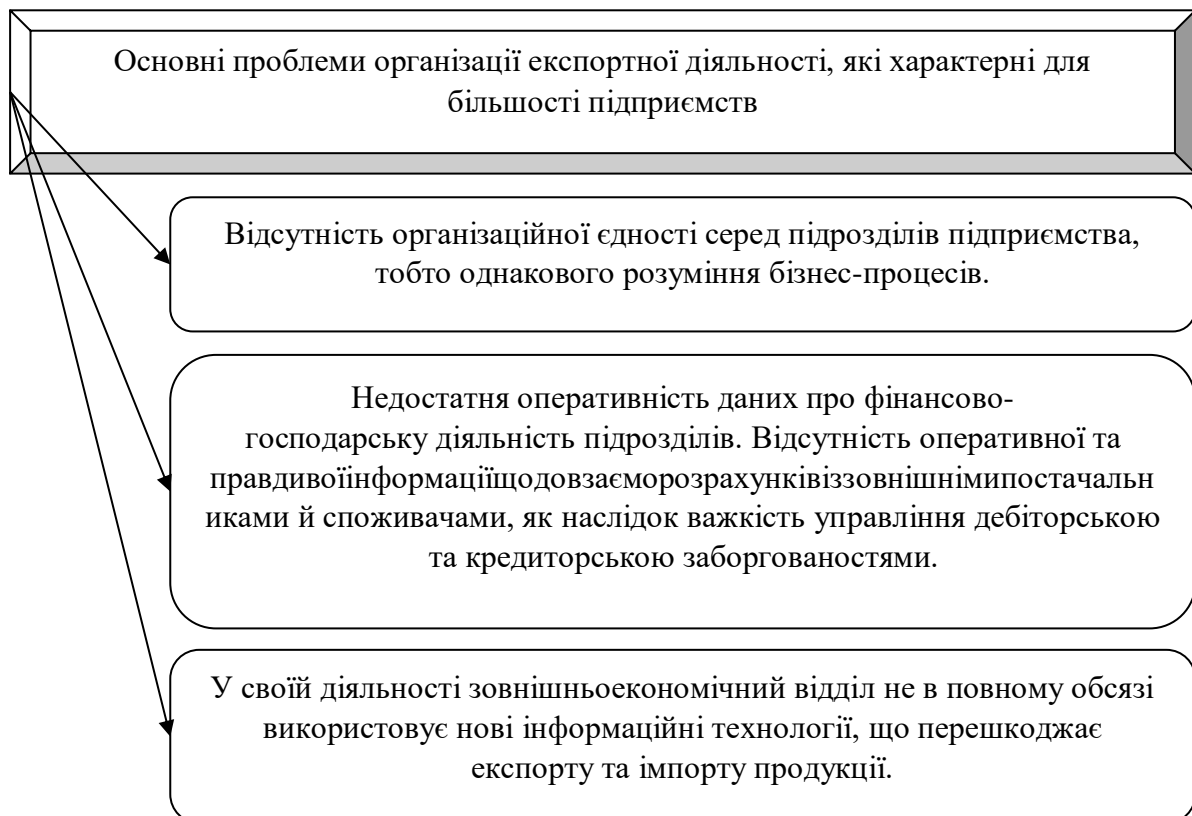 Основні проблеми організації експортної діяльності, які характерні для
більшості підприємств
Відсутність організаційної єдності серед підрозділів підприємства,
тобто однакового розуміння бізнес-процесів.
Недостатня оперативність даних про фінансово-
господарську діяльність підрозділів. Відсутність оперативної та
правдивоїінформаціїщодовзаєморозрахунківіззовнішнімипостачальн
иками й споживачами, як наслідок важкість управління дебіторською
та кредиторською заборгованостями.
У своїй діяльності зовнішньоекономічний відділ не в повному обсязі
використовує нові інформаційні технології, що перешкоджає
експорту та імпорту продукції.